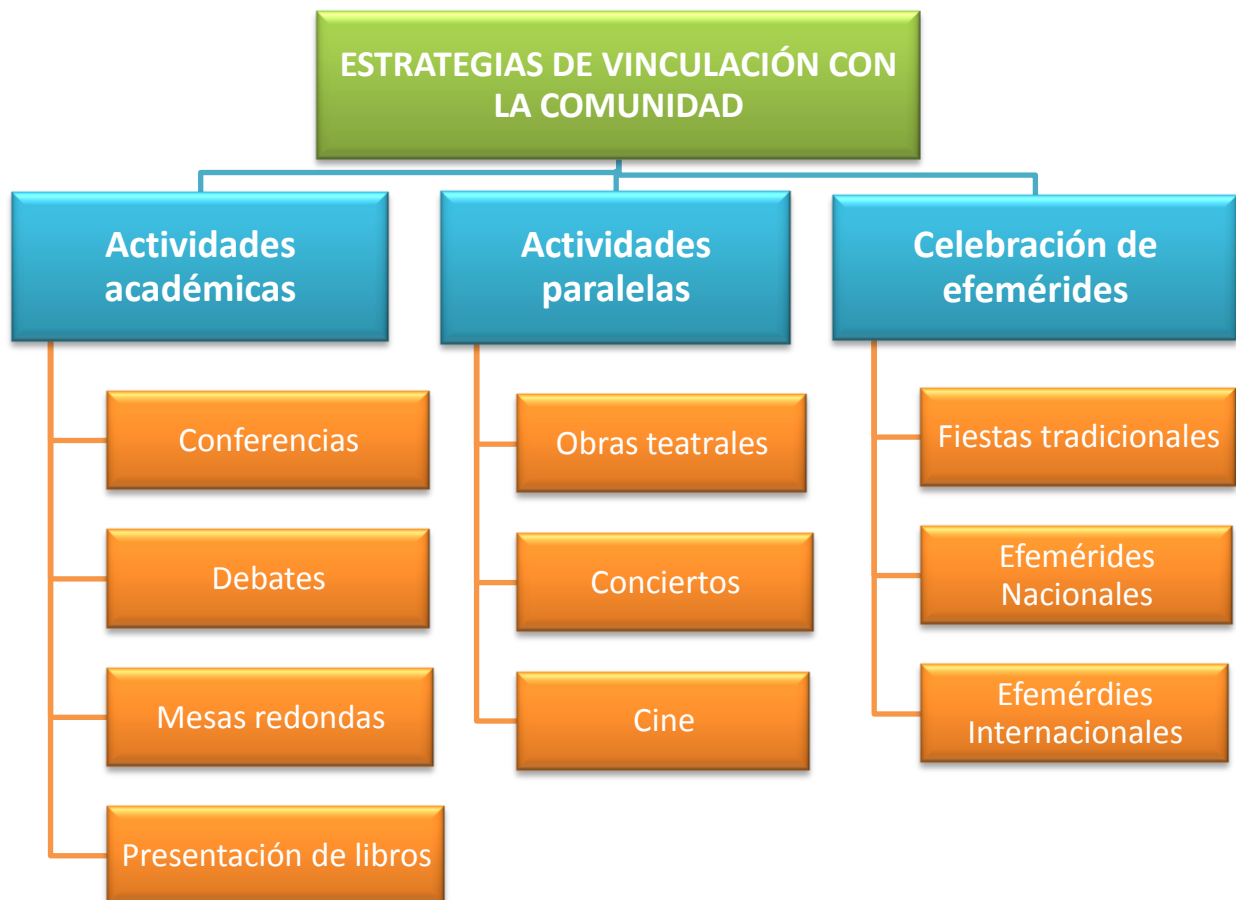 ESTRATEGIAS DE VINCULACIÓN CON
LA COMUNIDAD
Actividades
académicas
Conferencias
Debates
Mesas redondas
Presentación de libros
Actividades
paralelas
Obras teatrales
Conciertos
Cine
Celebración de
efemérides
Fiestas tradicionales
Efemérides
Nacionales
Efemérdies
Internacionales